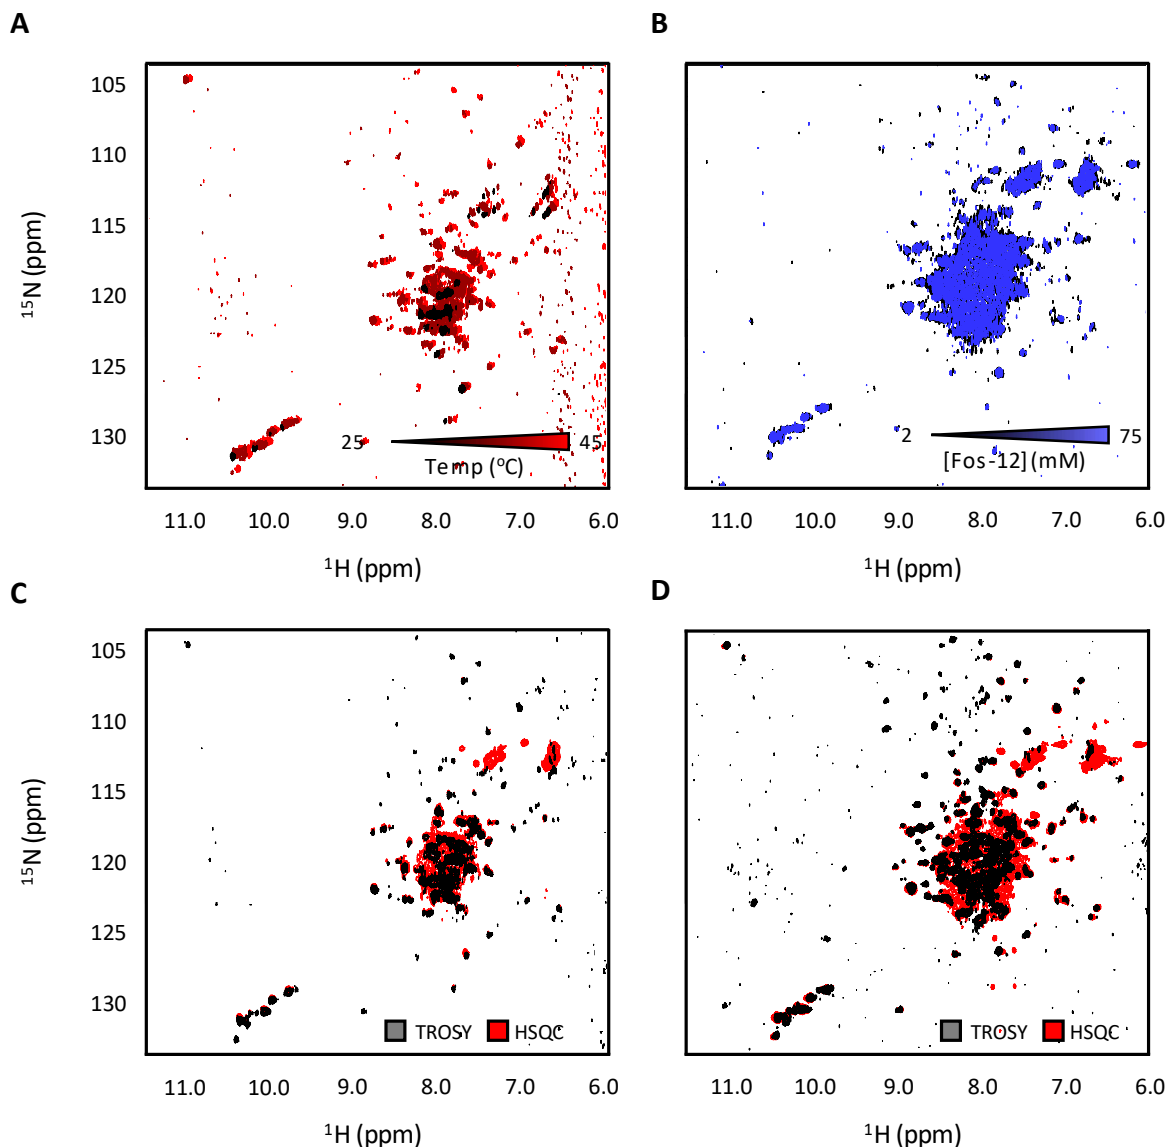 A
B
105
110
115
120
125
130
¹⁵N (ppm)
25
45
Temp (°C)
2
75
[Fos-12] (mM)
11.0 10.0 9.0 8.0 7.0 6.0
11.0 10.0 9.0 8.0 7.0 6.0
¹H (ppm)
¹H (ppm)
C
D
105
110
115
120
125
130
¹⁵N (ppm)
TROSY HSQC
TROSY HSQC
11.0 10.0 9.0 8.0 7.0 6.0
11.0 10.0 9.0 8.0 7.0 6.0
¹H (ppm)
¹H (ppm)